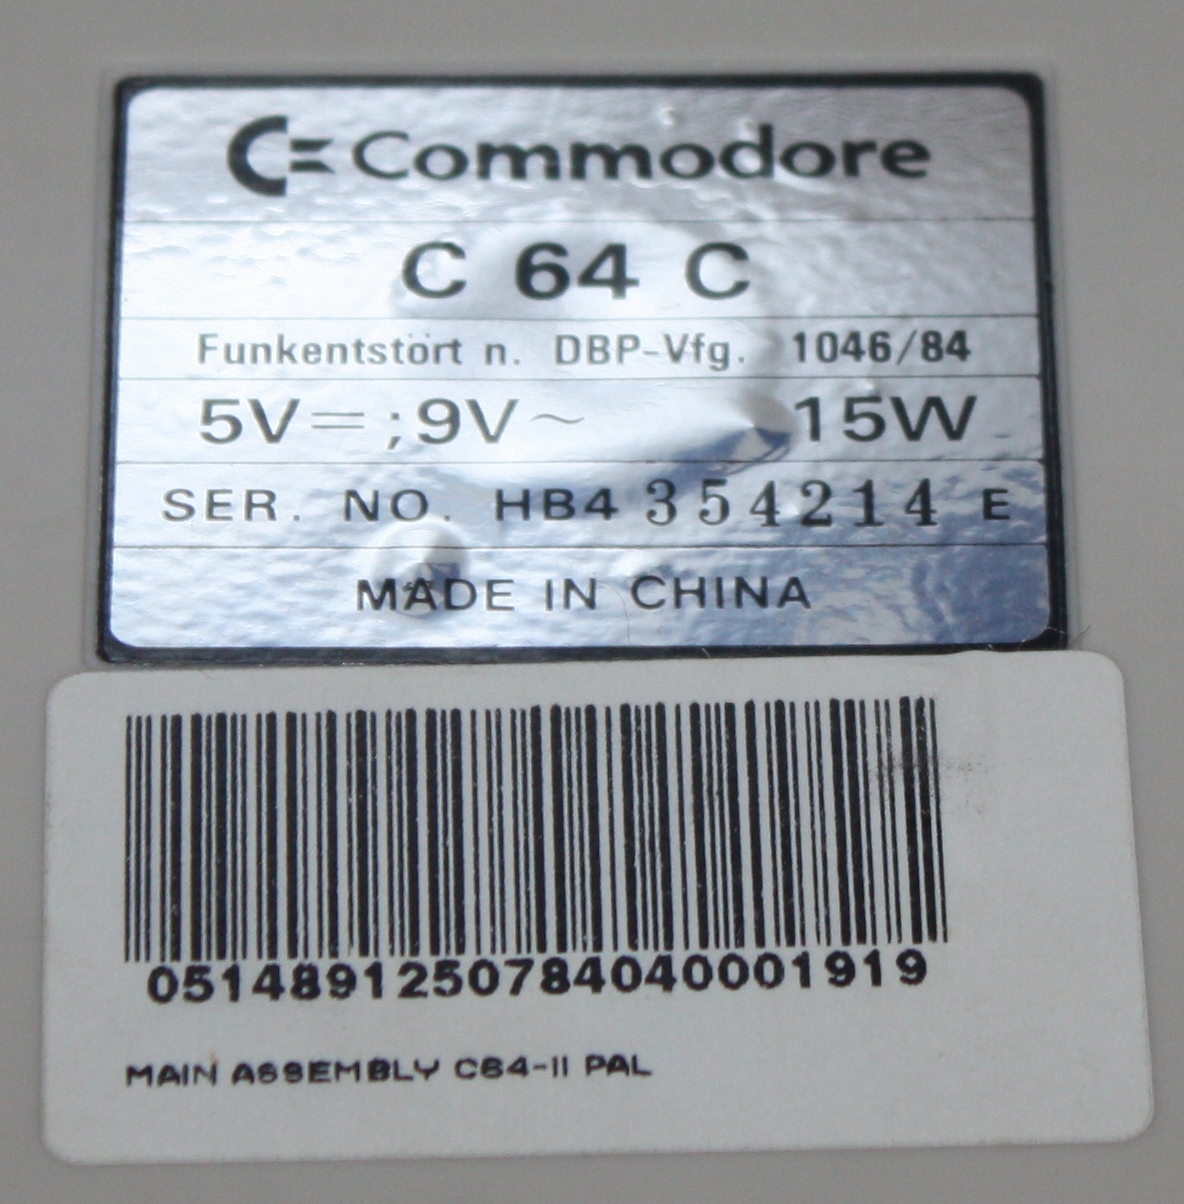 Commodore
C 64 C
Funkentstört n. DBP-Vfg. 1046/84
5V⎓;9V~ 15W
SER. NO. HB4 354214 E
MADE IN CHINA
0514891250784040001919
MAIN ASSEMBLY C64-II PAL